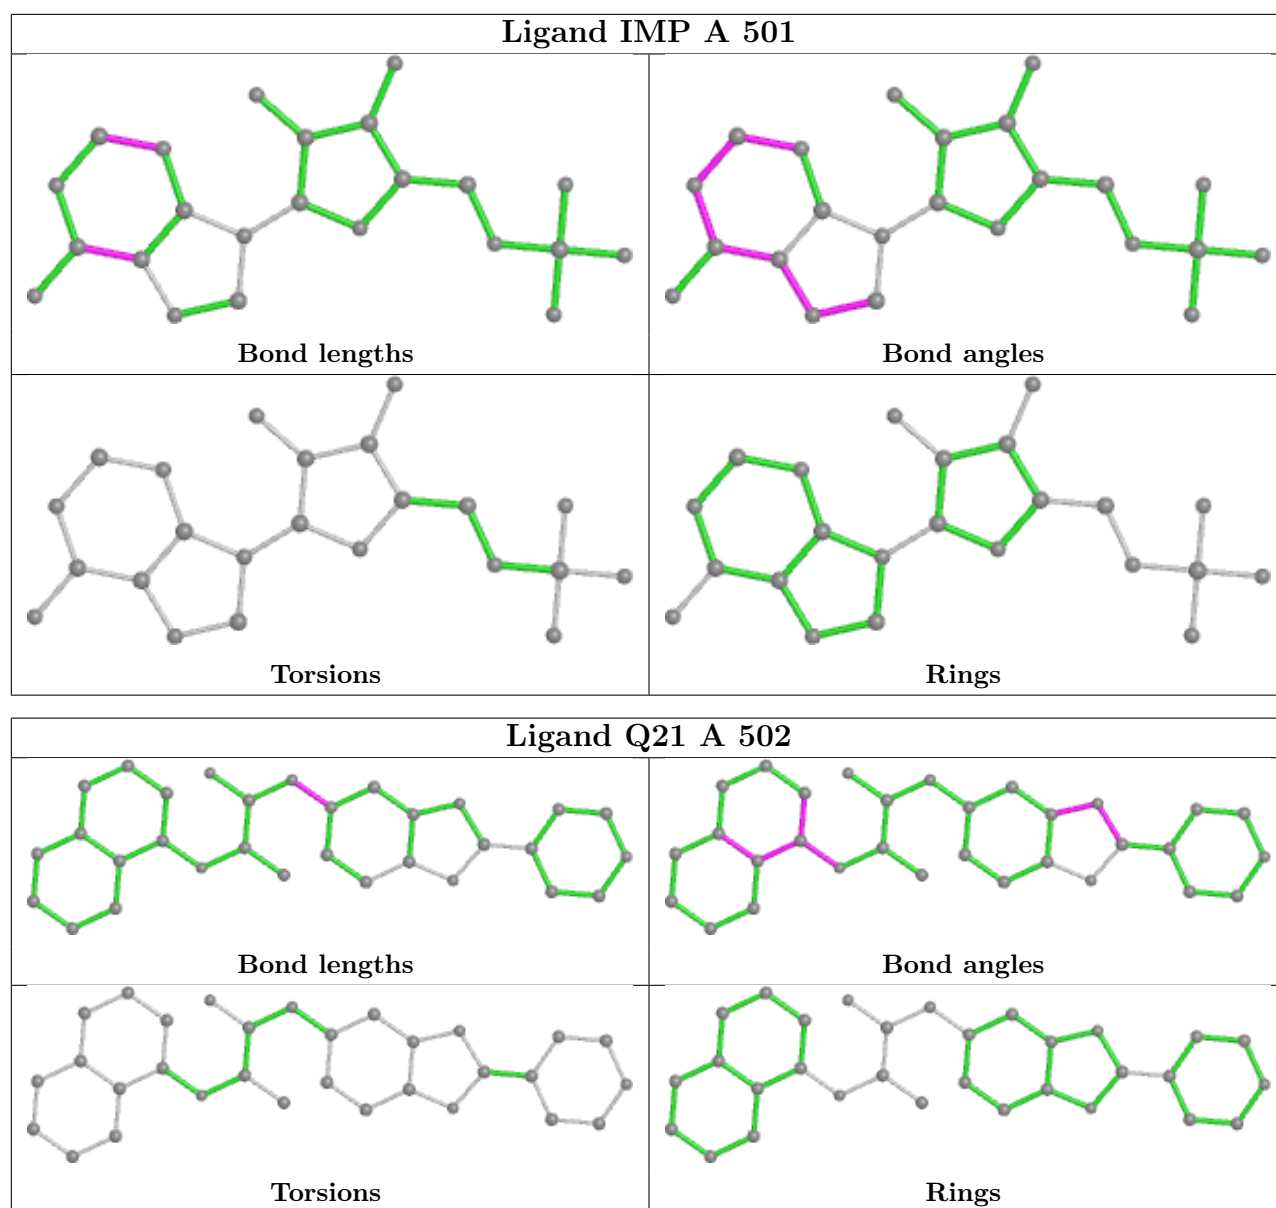 Ligand IMP A 501
Bond lengths
Bond angles
Torsions
Rings
Ligand Q21 A 502
Bond lengths
Bond angles
Torsions
Rings